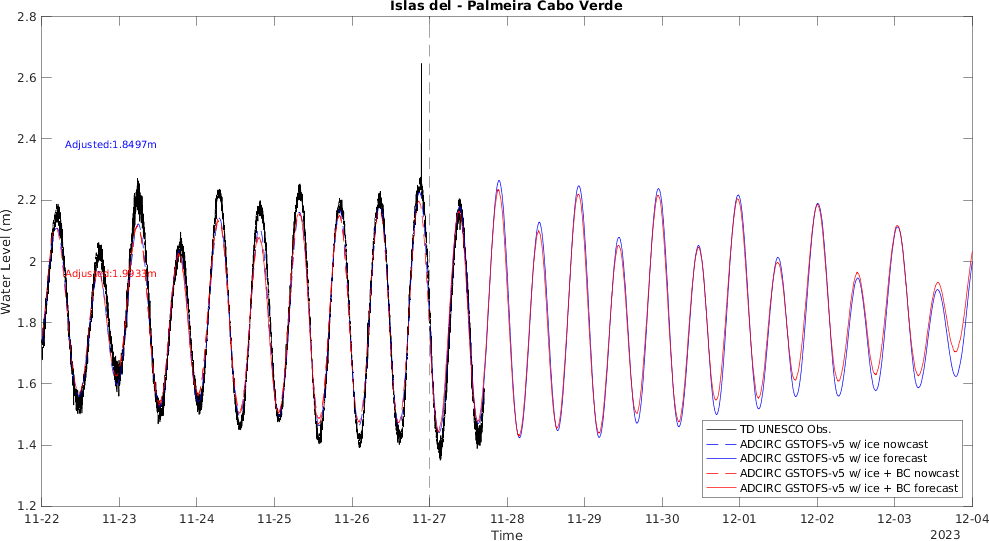 Islas del - Palmeira Cabo Verde
Water Level (m)
2.8
2.6
2.4
2.2
2
1.8
1.6
1.4
1.2
Adjusted:1.8497m
Adjusted:1.9933m
TD UNESCO Obs.
ADCIRC GSTOFS-v5 w/ ice nowcast
ADCIRC GSTOFS-v5 w/ ice forecast
ADCIRC GSTOFS-v5 w/ ice + BC nowcast
ADCIRC GSTOFS-v5 w/ ice + BC forecast
11-22 11-23 11-24 11-25 11-26 11-27 11-28 11-29 11-30 12-01 12-02 12-03 12-04
Time
2023